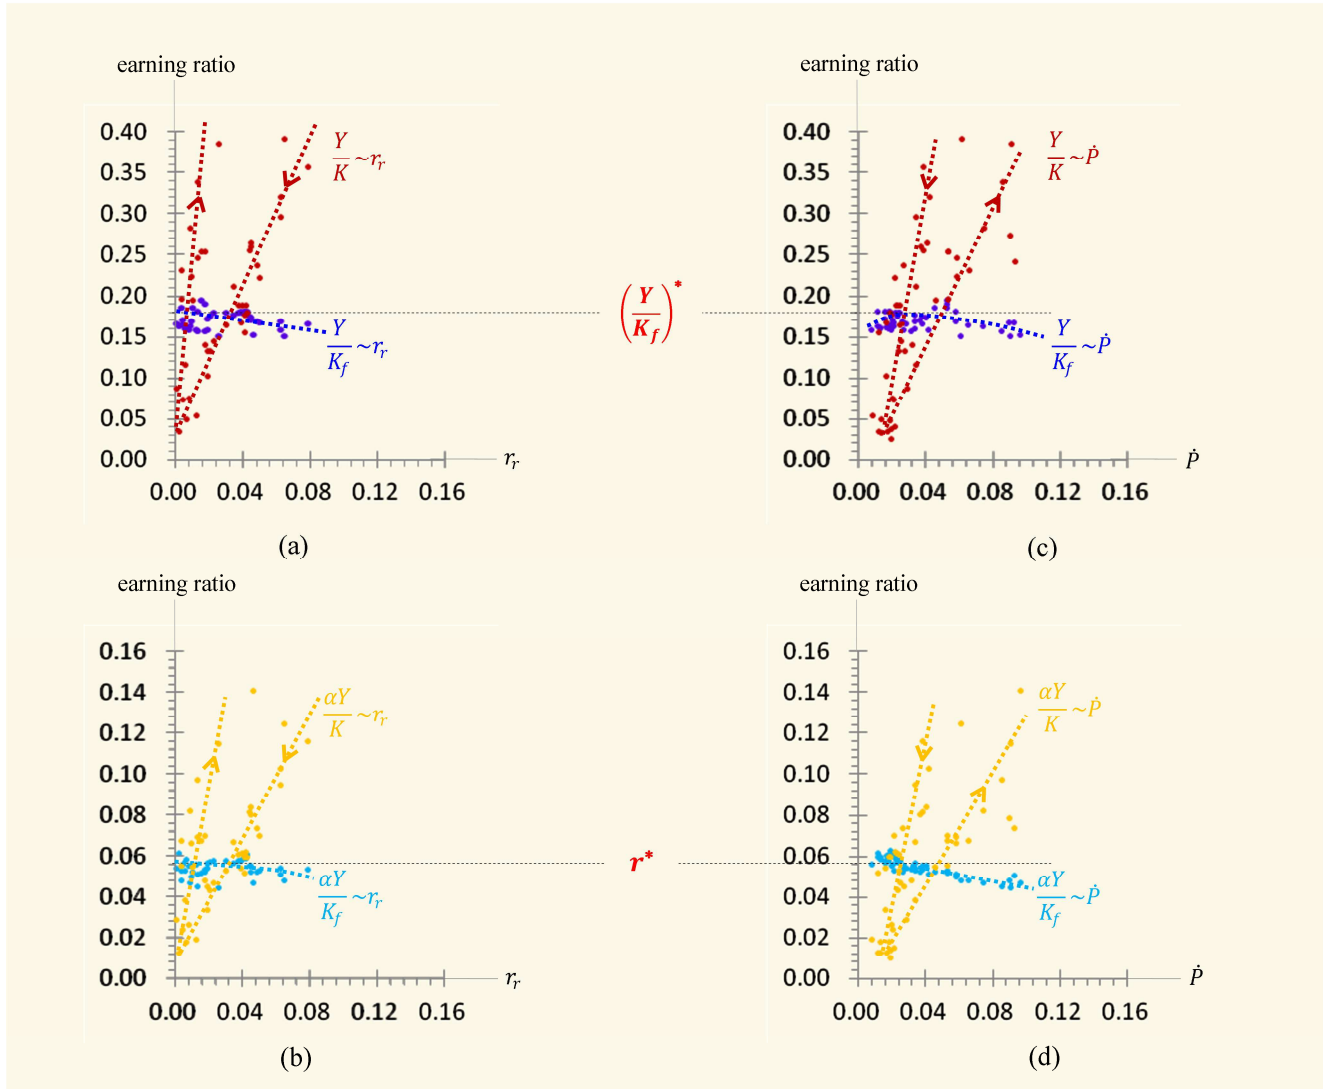 earning ratio
0.40
0.35
0.30
0.25
0.20
0.15
0.10
0.05
0.00
0.00 0.04 0.08 0.12 0.16
r_r
Y/K ~ r_r
Y/K_f ~ r_r
(a)
(Y/K_f)*
earning ratio
0.40
0.35
0.30
0.25
0.20
0.15
0.10
0.05
0.00
0.00 0.04 0.08 0.12 0.16
Ṗ
Y/K ~ Ṗ
Y/K_f ~ Ṗ
(c)
earning ratio
0.16
0.14
0.12
0.10
0.08
0.06
0.04
0.02
0.00
0.00 0.04 0.08 0.12 0.16
r_r
αY/K ~ r_r
αY/K_f ~ r_r
(b)
r*
earning ratio
0.16
0.14
0.12
0.10
0.08
0.06
0.04
0.02
0.00
0.00 0.04 0.08 0.12 0.16
Ṗ
αY/K ~ Ṗ
αY/K_f ~ Ṗ
(d)